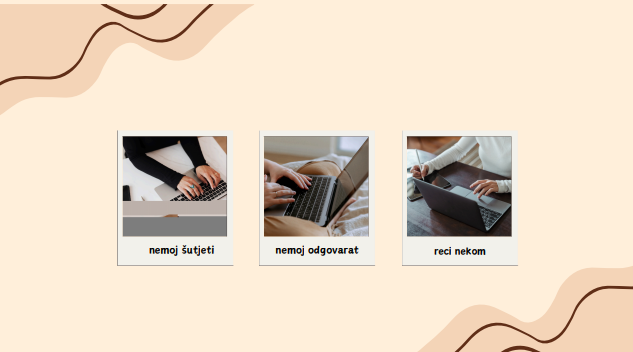 nemoj šutjeti
nemoj odgovarat
reci nekom